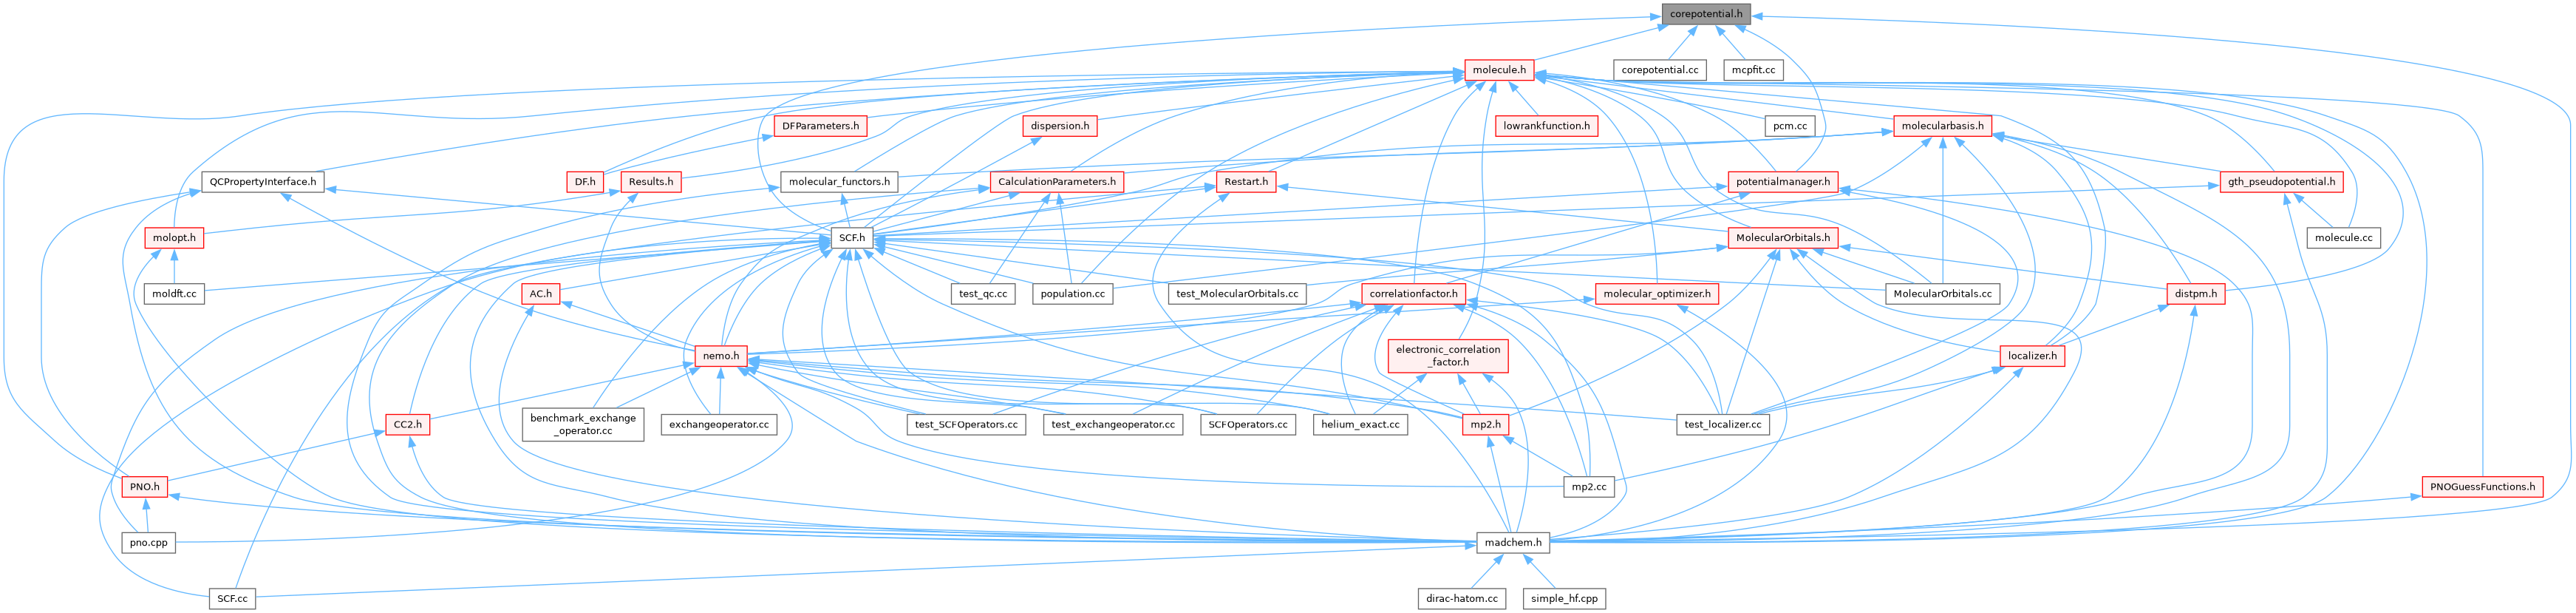 corepotential.h
molecule.h
corepotential.cc
mcpfit.cc
DFParameters.h
dispersion.h
lowrankfunction.h
pcm.cc
molecularbasis.h
QCPropertyInterface.h
DF.h
Results.h
molecular_functors.h
CalculationParameters.h
Restart.h
potentialmanager.h
gth_pseudopotential.h
molopt.h
SCF.h
MolecularOrbitals.h
molecule.cc
moldft.cc
AC.h
test_qc.cc
population.cc
test_MolecularOrbitals.cc
correlationfactor.h
molecular_optimizer.h
MolecularOrbitals.cc
distpm.h
nemo.h
electronic_correlation
_factor.h
localizer.h
CC2.h
benchmark_exchange
_operator.cc
exchangeoperator.cc
test_SCFOperators.cc
test_exchangeoperator.cc
SCFOperators.cc
helium_exact.cc
mp2.h
test_localizer.cc
PNO.h
mp2.cc
PNOGuessFunctions.h
pno.cpp
madchem.h
SCF.cc
dirac-hatom.cc
simple_hf.cpp